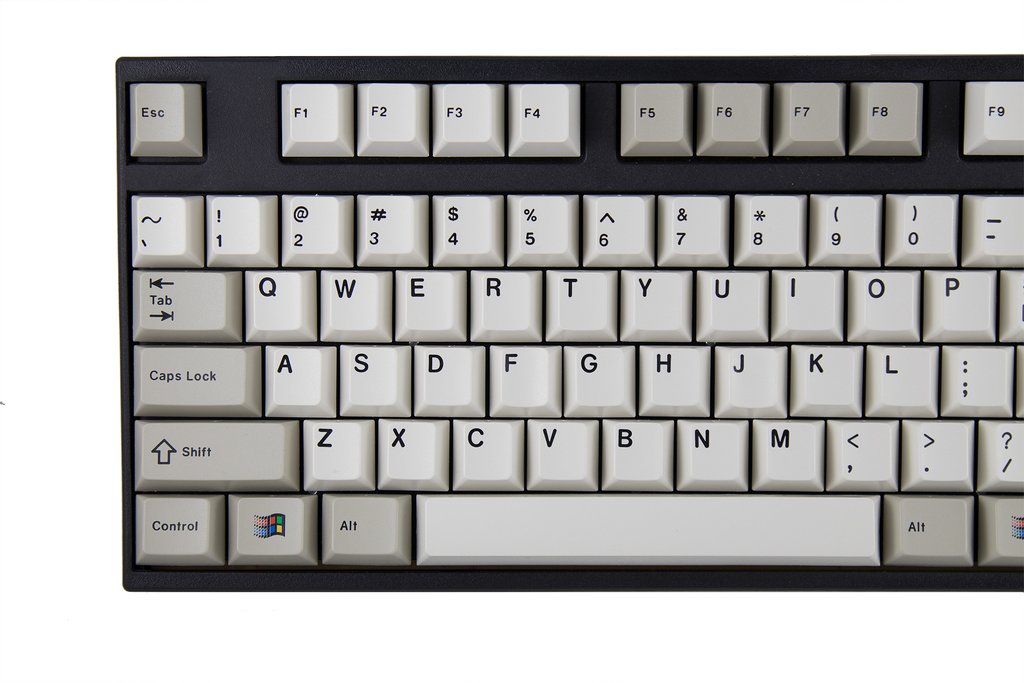 Esc F1 F2 F3 F4 F5 F6 F7 F8 F9
~ ! @ # $ % ^ & * ( ) _
` 1 2 3 4 5 6 7 8 9 0 -
Tab Q W E R T Y U I O P
Caps Lock A S D F G H J K L : ;
Shift Z X C V B N M < , > . ? /
Control Alt Alt